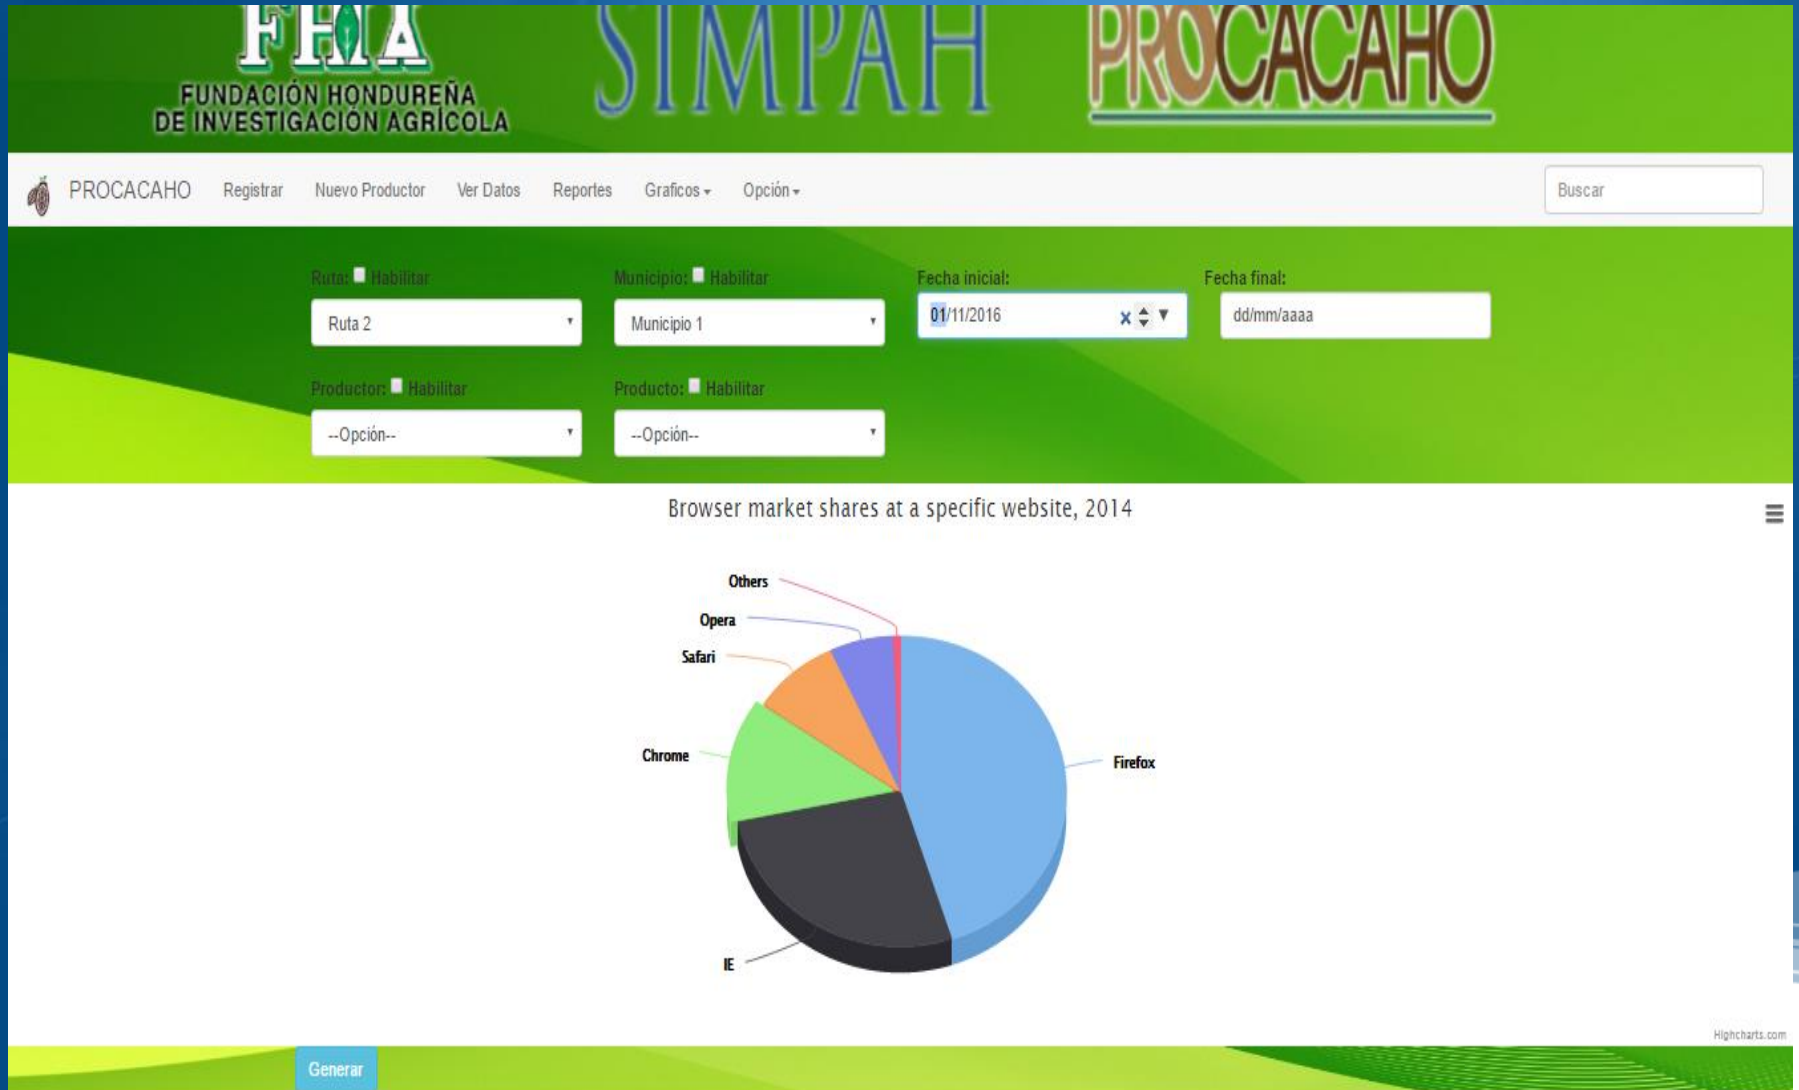 FHIA
FUNDACIÓN HONDUREÑA
DE INVESTIGACIÓN AGRÍCOLA
SIMPAH
PROCACAHO
PROCACAHO Registrar Nuevo Productor Ver Datos Reportes Graficos Opción Buscar
Ruta: Habilitar Municipio: Habilitar Fecha inicial: Fecha final:
Ruta 2 Municipio 1 01/11/2016 dd/mm/aaaa
Productor: Habilitar Producto: Habilitar
--Opción-- --Opción--
Browser market shares at a specific website, 2014
Others
Opera
Safari
Chrome
Firefox
IE
Highcharts.com
Generar